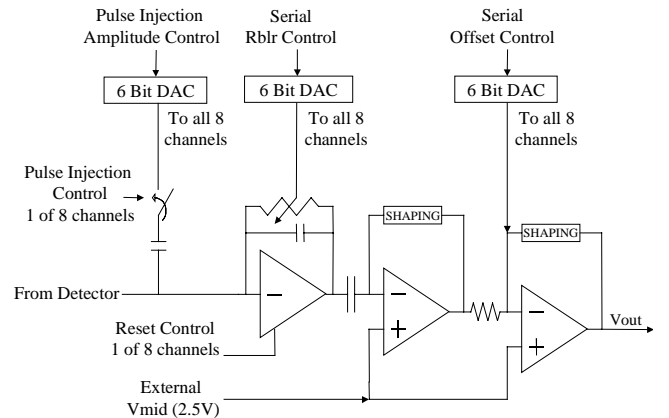 Pulse Injection
Amplitude Control
Serial
Rblr Control
Serial
Offset Control
6 Bit DAC
6 Bit DAC
6 Bit DAC
To all 8
channels
To all 8
channels
To all 8
channels
Pulse Injection
Control
1 of 8 channels
SHAPING
SHAPING
From Detector
−
−
+
−
+
Reset Control
1 of 8 channels
Vout
External
Vmid (2.5V)